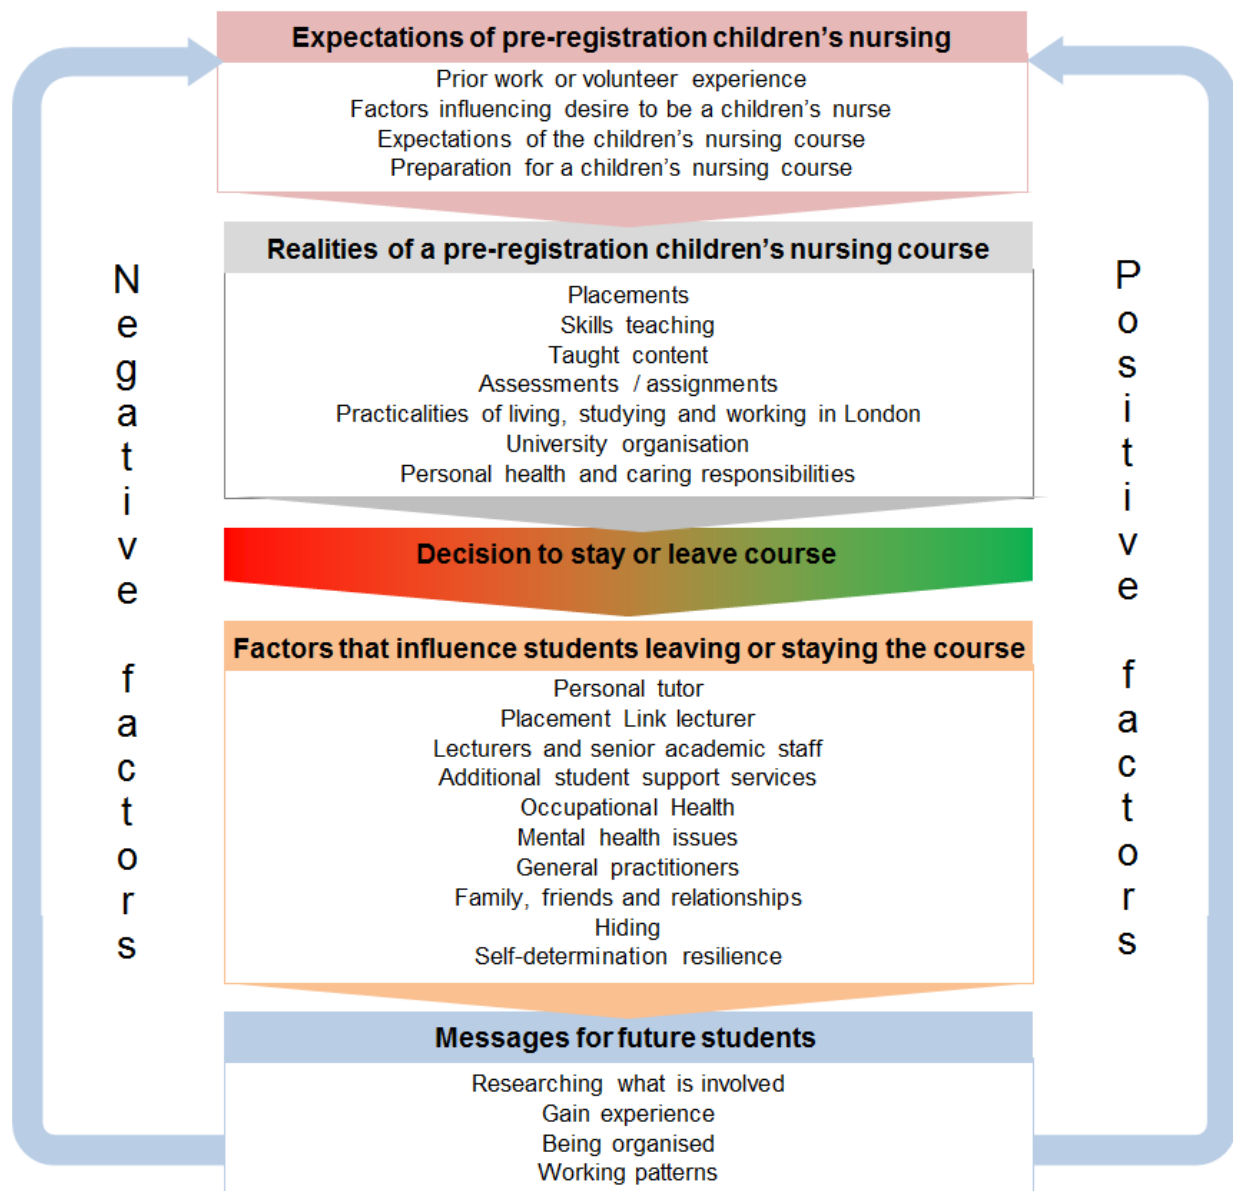 Expectations of pre-registration children's nursing
Prior work or volunteer experience
Factors influencing desire to be a children's nurse
Expectations of the children's nursing course
Preparation for a children's nursing course
Realities of a pre-registration children's nursing course
Placements
Skills teaching
Taught content
Assessments / assignments
Practicalities of living, studying and working in London
University organisation
Personal health and caring responsibilities
Negative factors
Positive factors
Decision to stay or leave course
Factors that influence students leaving or staying the course
Personal tutor
Placement Link lecturer
Lecturers and senior academic staff
Additional student support services
Occupational Health
Mental health issues
General practitioners
Family, friends and relationships
Hiding
Self-determination resilience
Messages for future students
Researching what is involved
Gain experience
Being organised
Working patterns